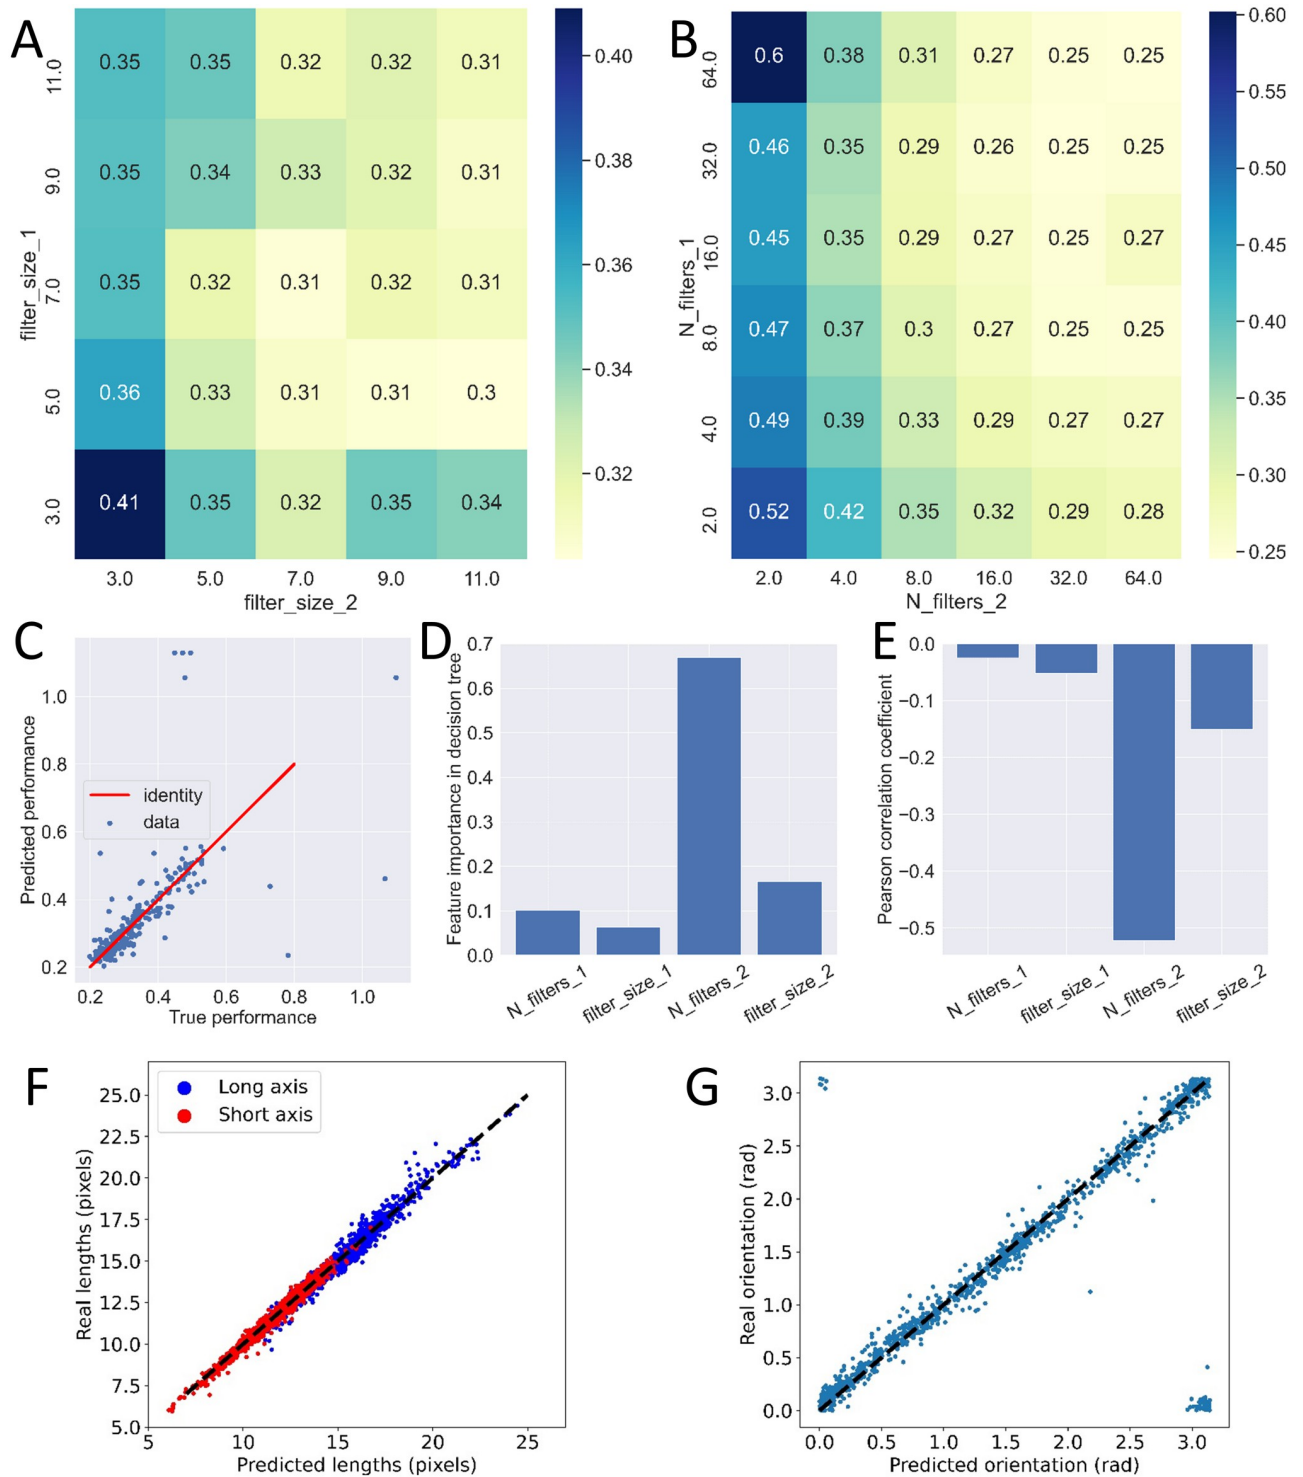 A
11.0 0.35 0.35 0.32 0.32 0.31
9.0 0.35 0.34 0.33 0.32 0.31
7.0 0.35 0.32 0.31 0.32 0.31
5.0 0.36 0.33 0.31 0.31 0.3
3.0 0.41 0.35 0.32 0.35 0.34
3.0 5.0 7.0 9.0 11.0
filter_size_1
filter_size_2
0.40
0.38
0.36
0.34
0.32
B
64.0 0.6 0.38 0.31 0.27 0.25 0.25
32.0 0.46 0.35 0.29 0.26 0.25 0.25
16.0 0.45 0.35 0.29 0.27 0.25 0.27
8.0 0.47 0.37 0.3 0.27 0.25 0.25
4.0 0.49 0.39 0.33 0.29 0.27 0.27
2.0 0.52 0.42 0.35 0.32 0.29 0.28
2.0 4.0 8.0 16.0 32.0 64.0
N_filters_1
N_filters_2
0.60
0.55
0.50
0.45
0.40
0.35
0.30
0.25
C
Predicted performance
1.0
0.8
0.6
0.4
0.2
identity
data
0.2 0.4 0.6 0.8 1.0
True performance
D
Feature importance in decision tree
0.7
0.6
0.5
0.4
0.3
0.2
0.1
0.0
N_filters_1 filter_size_1 N_filters_2 filter_size_2
E
Pearson correlation coefficient
0.0
−0.1
−0.2
−0.3
−0.4
−0.5
N_filters_1 filter_size_1 N_filters_2 filter_size_2
F
Real lengths (pixels)
25.0
22.5
20.0
17.5
15.0
12.5
10.0
7.5
5.0
Long axis
Short axis
5 10 15 20 25
Predicted lengths (pixels)
G
Real orientation (rad)
3.0
2.5
2.0
1.5
1.0
0.5
0.0
0.0 0.5 1.0 1.5 2.0 2.5 3.0
Predicted orientation (rad)